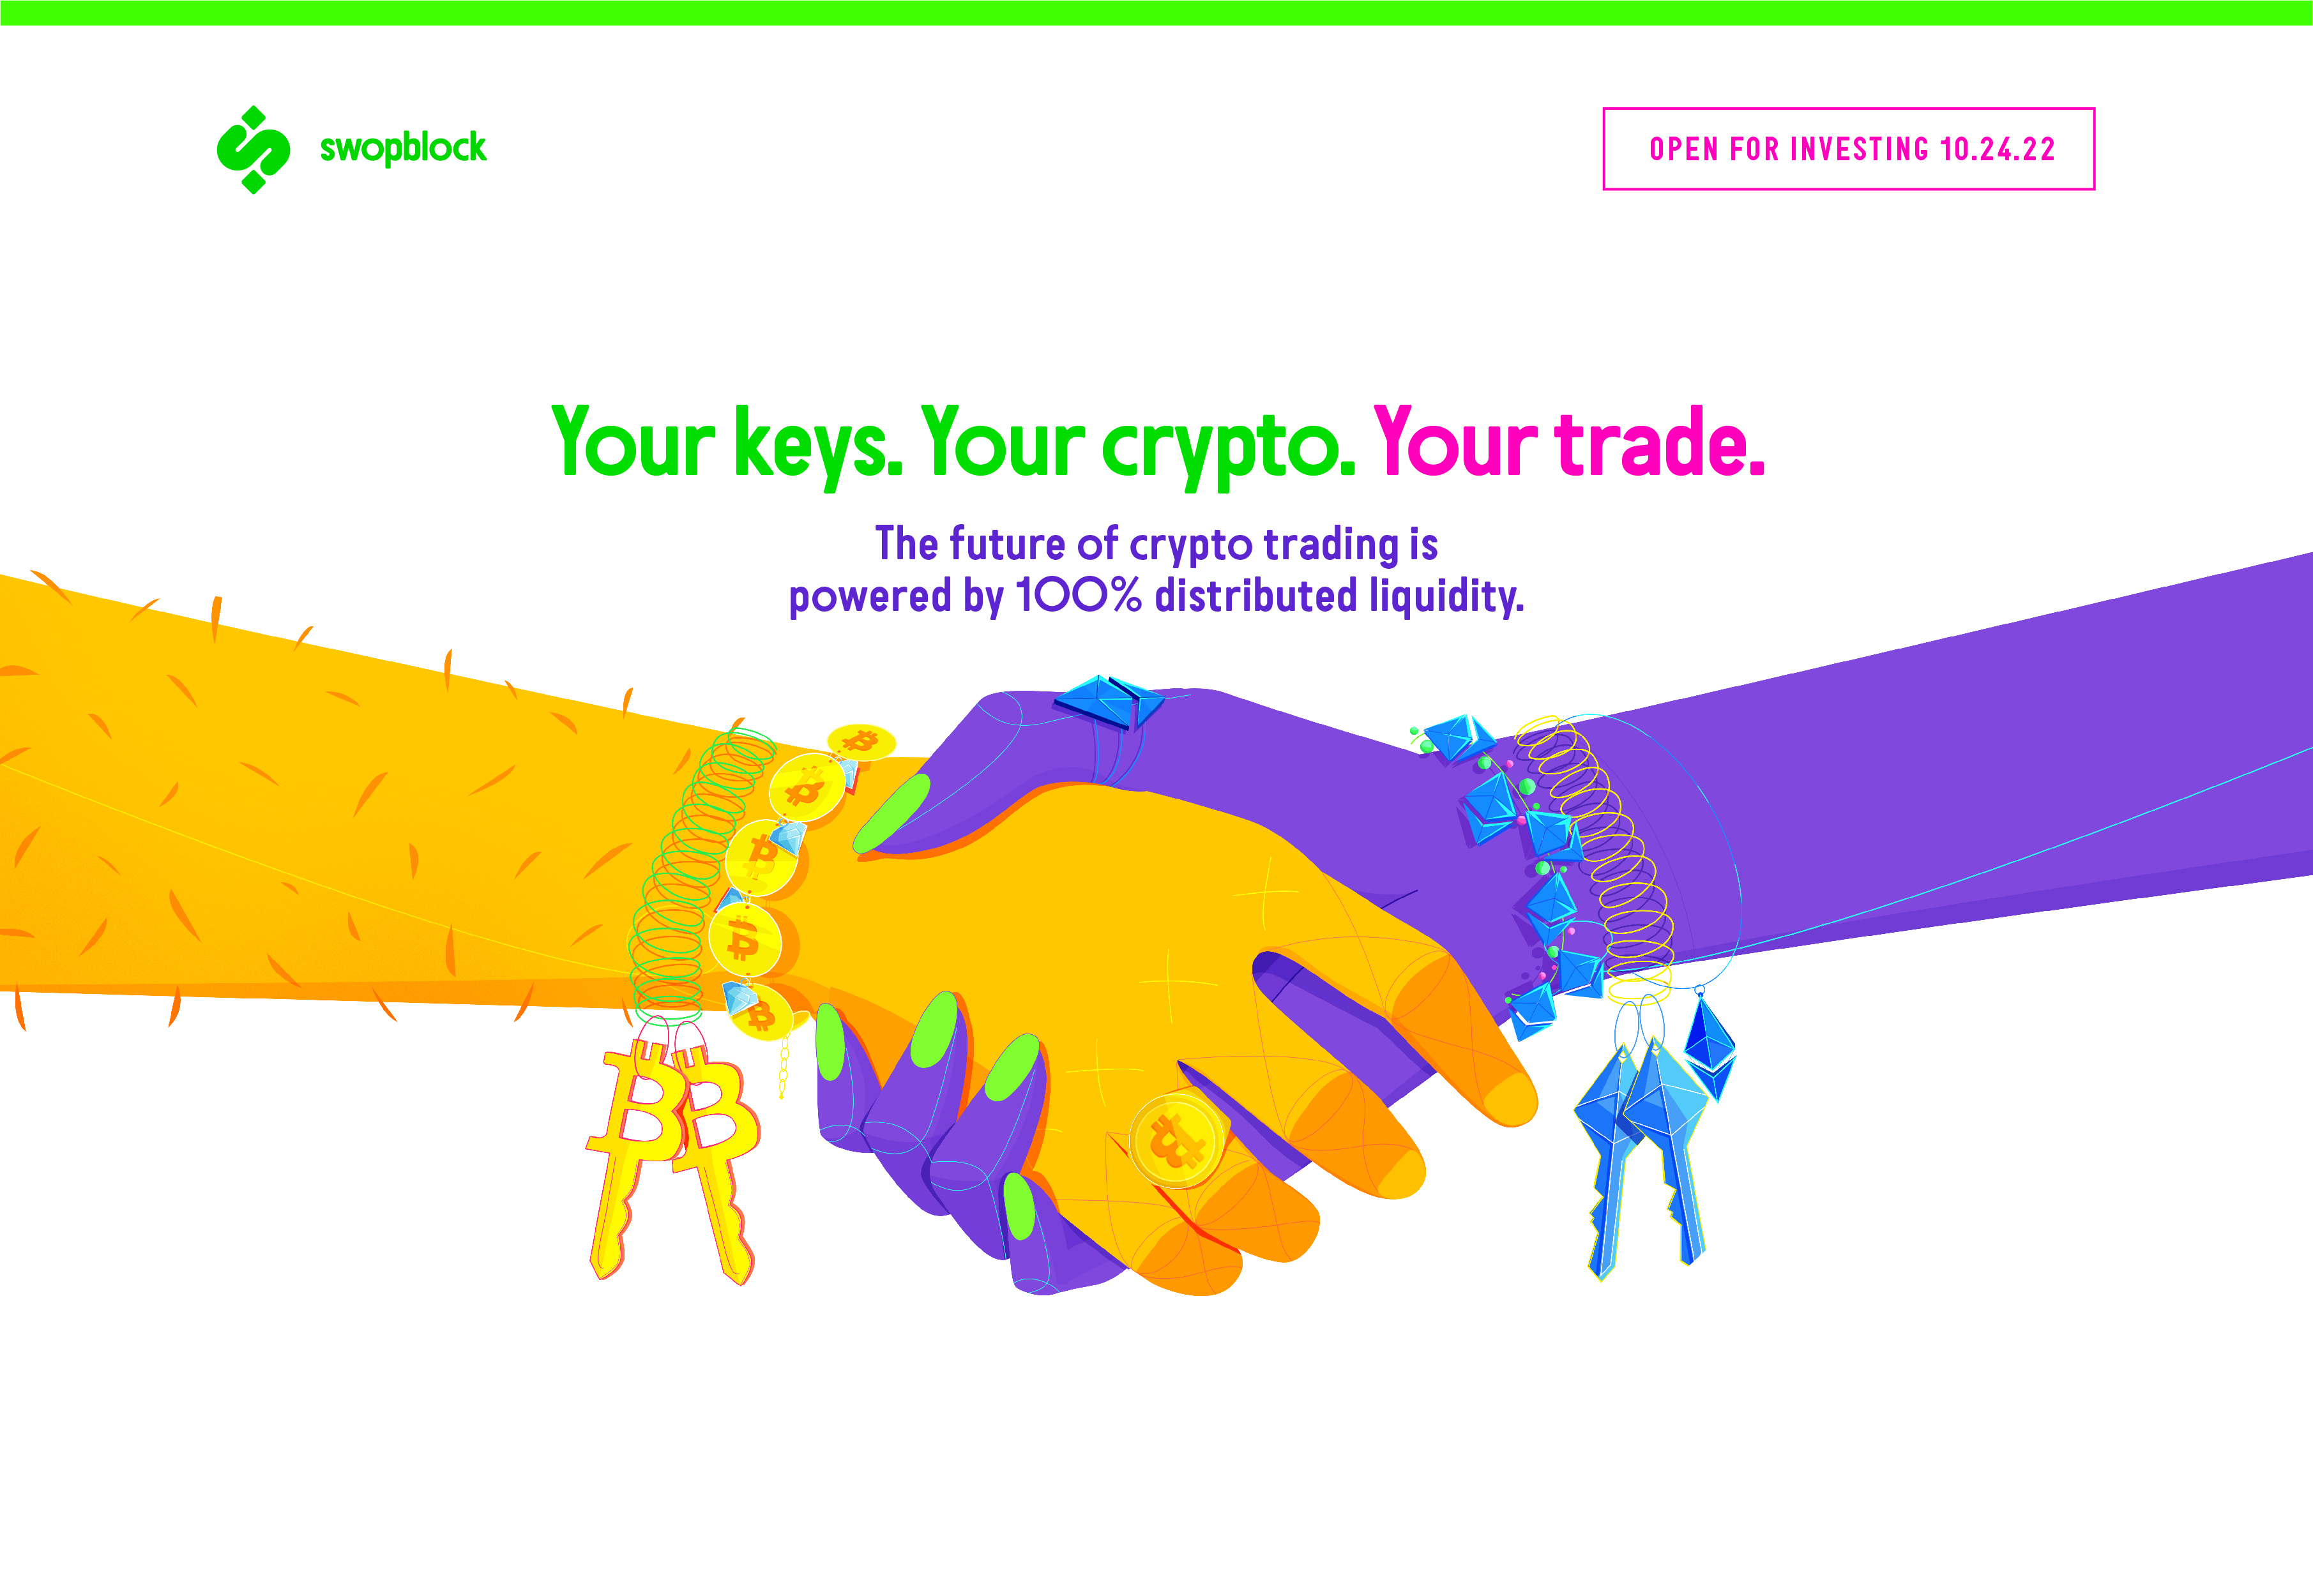 swopblock
OPEN FOR INVESTING 10.24.22
Your keys. Your crypto. Your trade.
The future of crypto trading is
powered by 100% distributed liquidity.